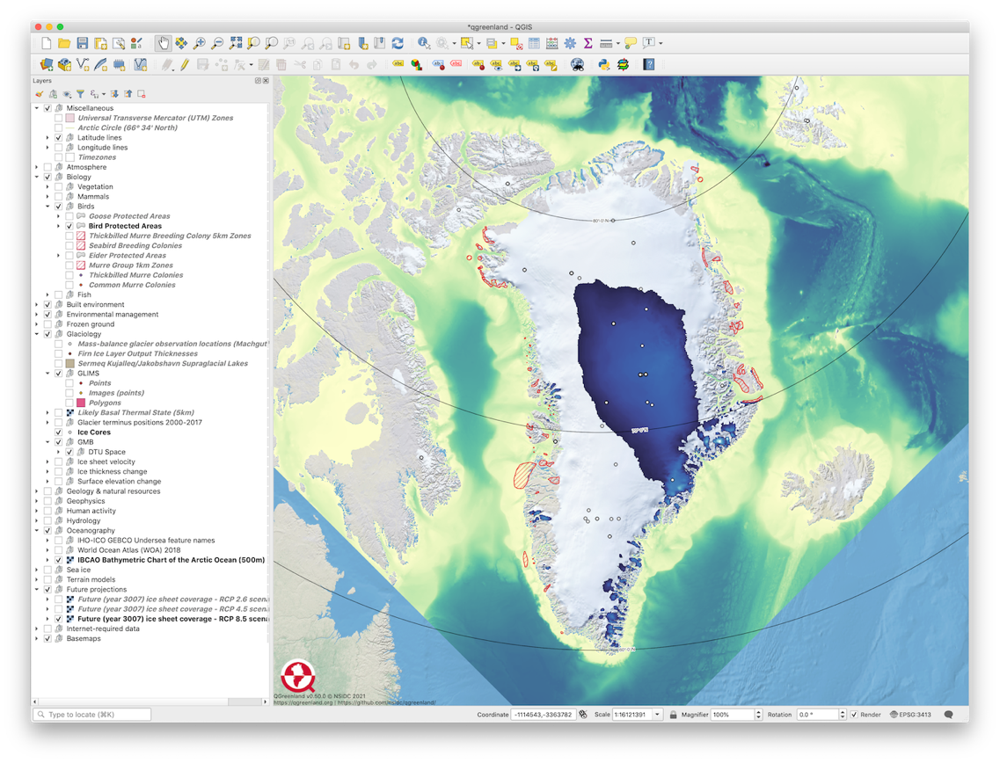 *qgreenland - QGIS
Layers
Miscellaneous
Universal Transverse Mercator (UTM) Zones
Arctic Circle (66° 34' North)
Latitude lines
Longitude lines
Timezones
Atmosphere
Biology
Vegetation
Mammals
Birds
Goose Protected Areas
Bird Protected Areas
Thickbilled Murre Breeding Colony 5km Zones
Seabird Breeding Colonies
Eider Protected Areas
Murre Group 1km Zones
Thickbilled Murre Colonies
Common Murre Colonies
Fish
Built environment
Environmental management
Frozen ground
Glaciology
Mass-balance glacier observation locations (Machgut
Firn Ice Layer Output Thicknesses
Sermeq Kujalleq/Jakobshavn Supraglacial Lakes
GLIMS
Points
Images (points)
Polygons
Likely Basal Thermal State (5km)
Glacier terminus positions 2000-2017
Ice Cores
GMB
DTU Space
Ice sheet velocity
Ice thickness change
Surface elevation change
Geology & natural resources
Geophysics
Human activity
Hydrology
Oceanography
IHO-ICO GEBCO Undersea feature names
World Ocean Atlas (WOA) 2018
IBCAO Bathymetric Chart of the Arctic Ocean (500m)
Sea ice
Terrain models
Future projections
Future (year 3007) ice sheet coverage - RCP 2.6 scena
Future (year 3007) ice sheet coverage - RCP 4.5 scena
Future (year 3007) ice sheet coverage - RCP 8.5 scena
Internet-required data
Basemaps
80°0'N
70°0'N
60°0'N
QGreenland v0.50.0 © NSIDC 2021
https://qgreenland.org | https://github.com/nsidc/qgreenland/
Type to locate (⌘K)
Coordinate -1114543,-3363782 Scale 1:16121391 Magnifier 100% Rotation 0.0 ° Render EPSG:3413